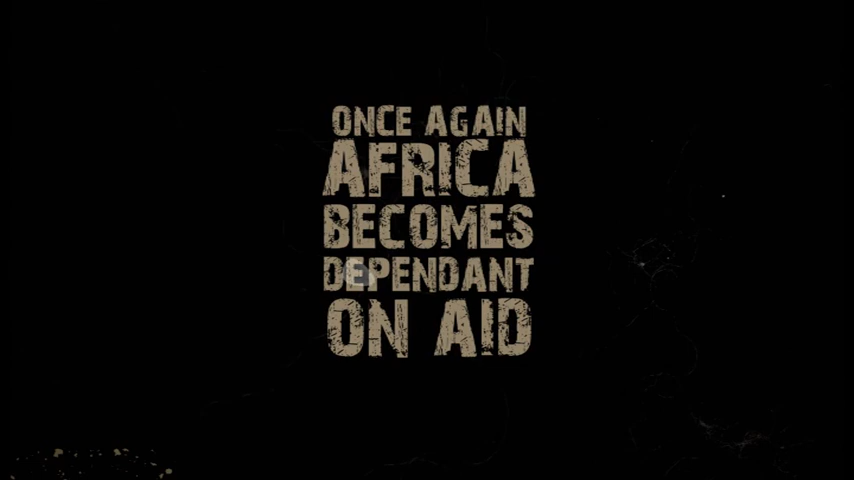 ONCE AGAIN
AFRICA
BECOMES
DEPENDANT
ON AID